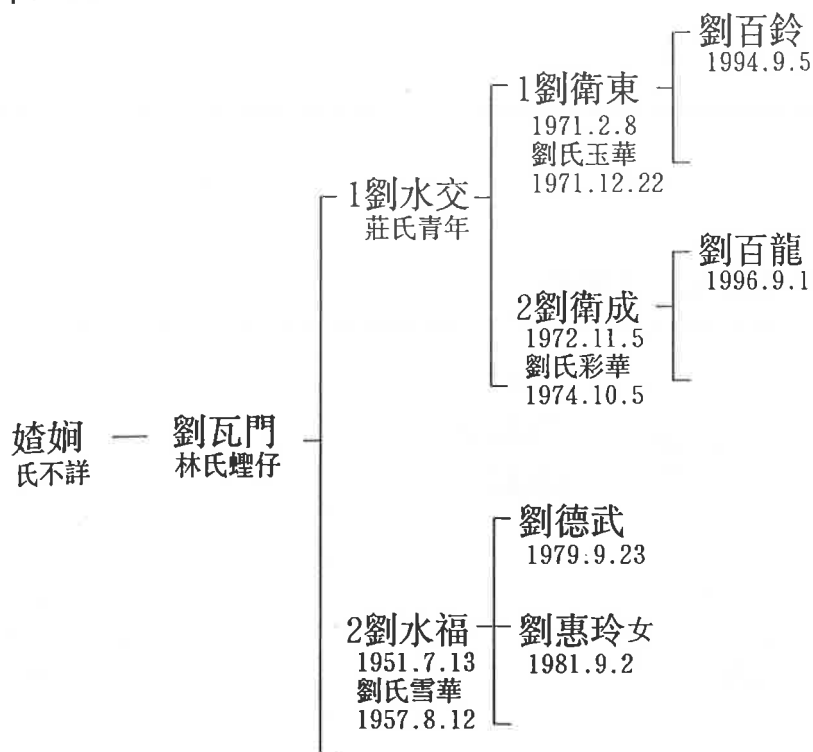 媎婀
氏不詳
劉瓦門
林氏蟶仔
1劉水交
莊氏青年
1劉衛東
1971.2.8
劉氏玉華
1971.12.22
劉百鈴
1994.9.5
2劉衛成
1972.11.5
劉氏彩華
1974.10.5
劉百龍
1996.9.1
2劉水福
1951.7.13
劉氏雪華
1957.8.12
劉德武
1979.9.23
劉惠玲女
1981.9.2